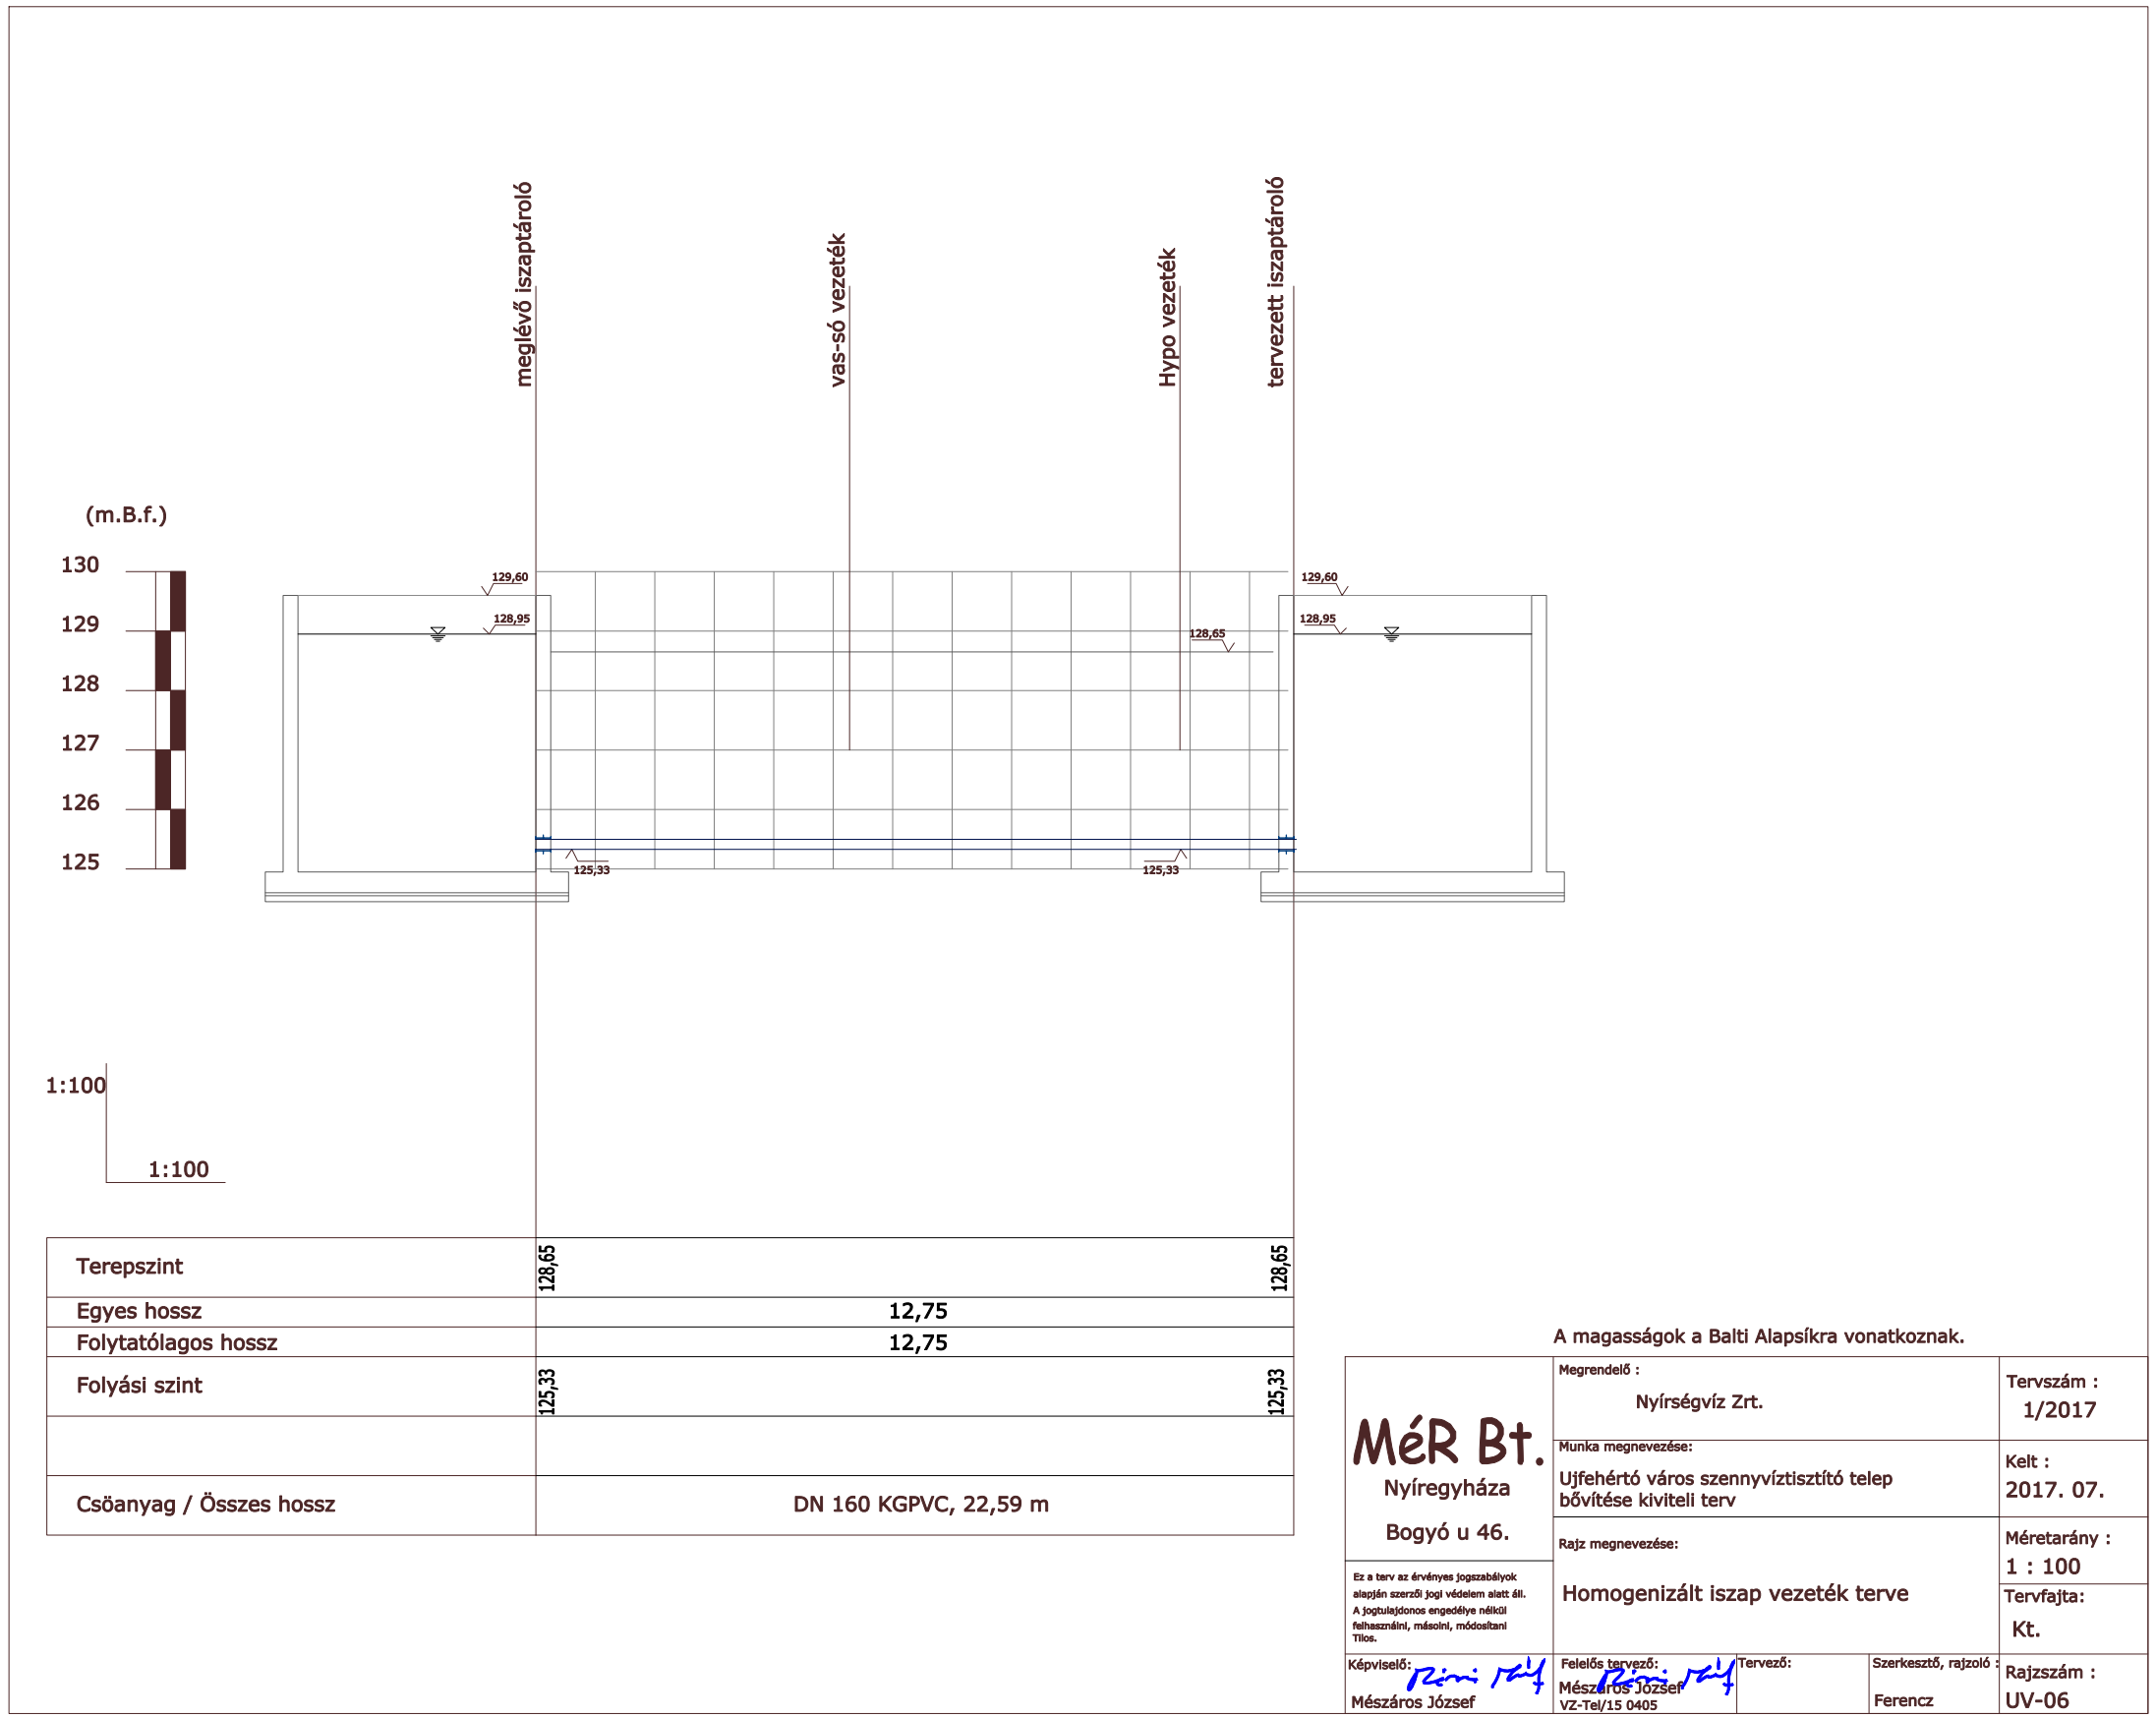 meglévő iszaptároló
vas-só vezeték
Hypo vezeték
tervezett iszaptároló
(m.B.f.)
130
129
128
127
126
125
129,60
128,95
128,65
129,60
128,95
125,33
125,33
1:100
1:100
Terepszint
128,65
128,65
Egyes hossz
12,75
Folytatólagos hossz
12,75
Folyási szint
125,33
125,33
Csöanyag / Összes hossz
DN 160 KGPVC, 22,59 m
A magasságok a Balti Alapsíkra vonatkoznak.
MéR Bt.
Nyíregyháza
Bogyó u 46.
Ez a terv az érvényes jogszabályok
alapján szerzői jogi védelem alatt áll.
A jogtulajdonos engedélye nélkül
felhasználni, másolni, módosítani
Tilos.
Megrendelő :
Nyírségvíz Zrt.
Munka megnevezése:
Ujfehértó város szennyvíztisztító telep
bővítése kiviteli terv
Rajz megnevezése:
Homogenizált iszap vezeték terve
Tervszám :
1/2017
Kelt :
2017. 07.
Méretarány :
1 : 100
Tervfajta:
Kt.
Rajzszám :
UV-06
Képviselő:
Mészáros József
Felelős tervező:
Mészáros József
VZ-Tel/15 0405
Tervező:
Szerkesztő, rajzoló :
Ferencz